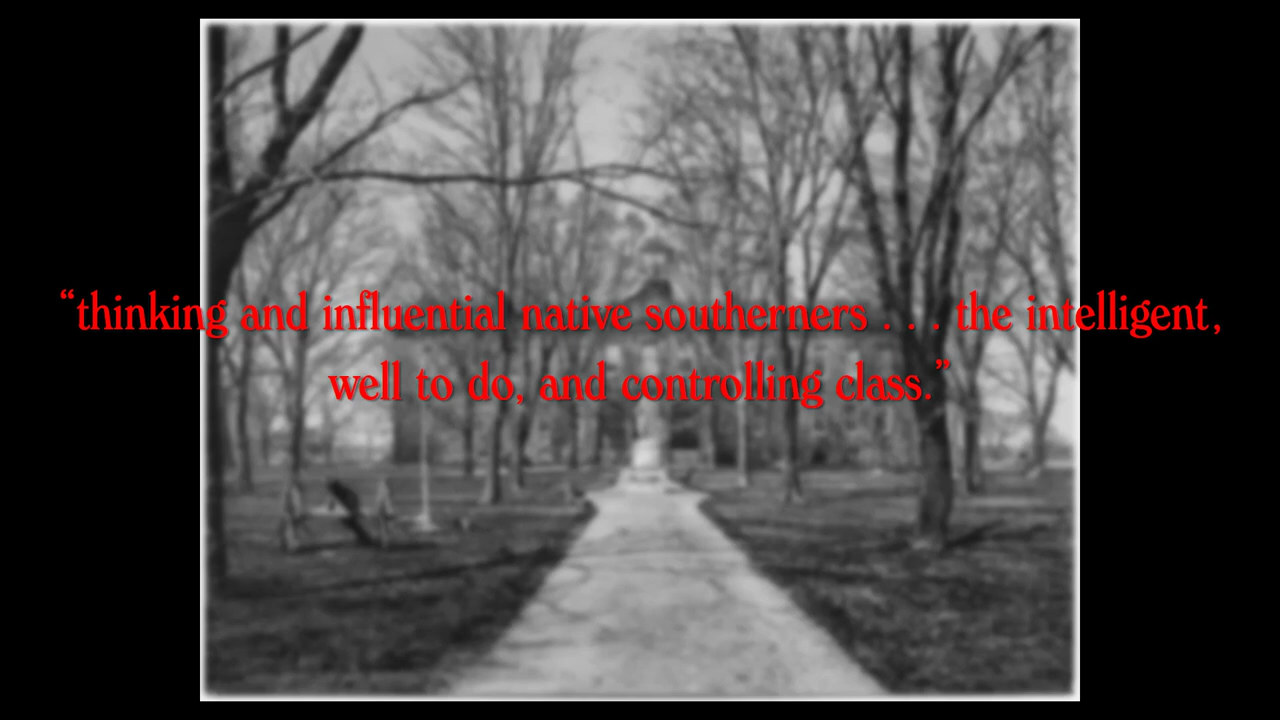 “thinking and influential native southerners . . . the intelligent,
well to do, and controlling class.”